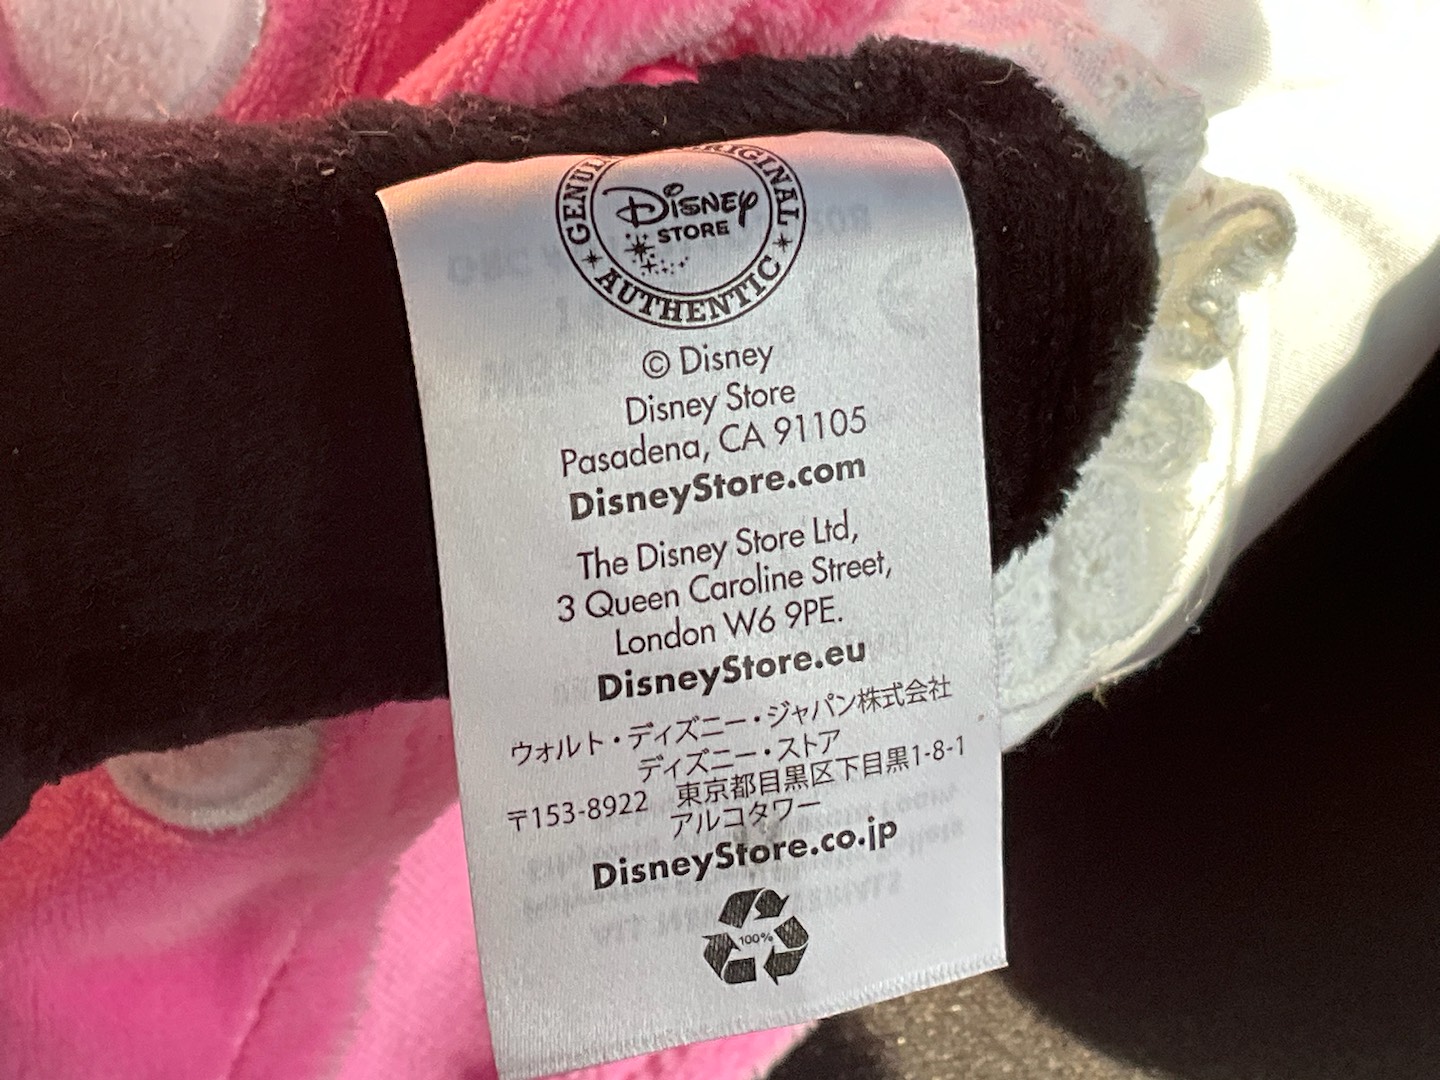 GENUINE ORIGINAL
Disney
STORE
AUTHENTIC
© Disney
Disney Store
Pasadena, CA 91105
DisneyStore.com
The Disney Store Ltd,
3 Queen Caroline Street,
London W6 9PE.
DisneyStore.eu
ウォルト・ディズニー・ジャパン株式会社
ディズニー・ストア
〒153-8922 東京都目黒区下目黒1-8-1
アルコタワー
DisneyStore.co.jp
100%